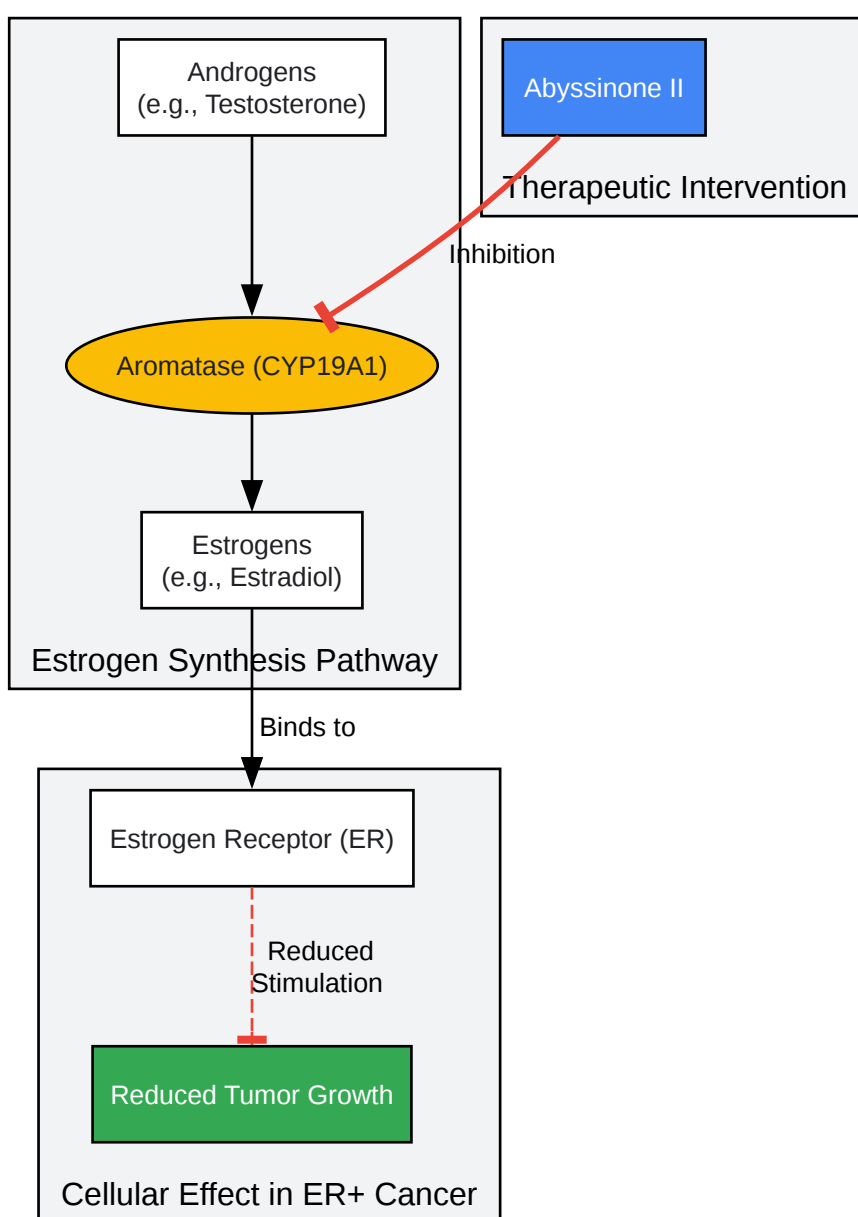 Androgens
(e.g., Testosterone)
Abyssinone II
Therapeutic Intervention
Inhibition
Aromatase (CYP19A1)
Estrogens
(e.g., Estradiol)
Estrogen Synthesis Pathway
Binds to
Estrogen Receptor (ER)
Reduced
Stimulation
Reduced Tumor Growth
Cellular Effect in ER+ Cancer